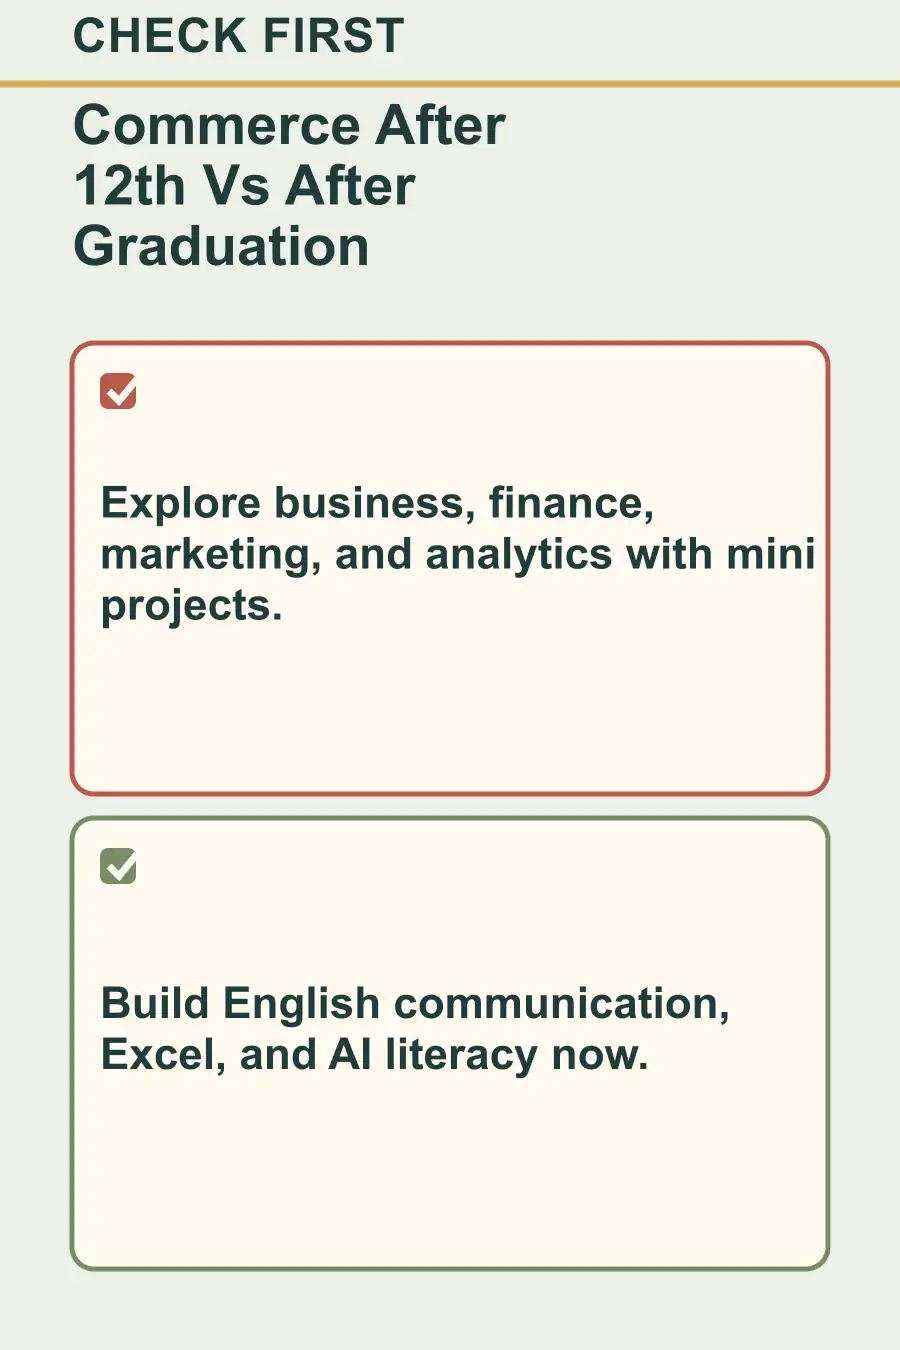 CHECK FIRST
Commerce After
12th Vs After
Graduation
Explore business, finance,
marketing, and analytics with mini
projects.
Build English communication,
Excel, and AI literacy now.